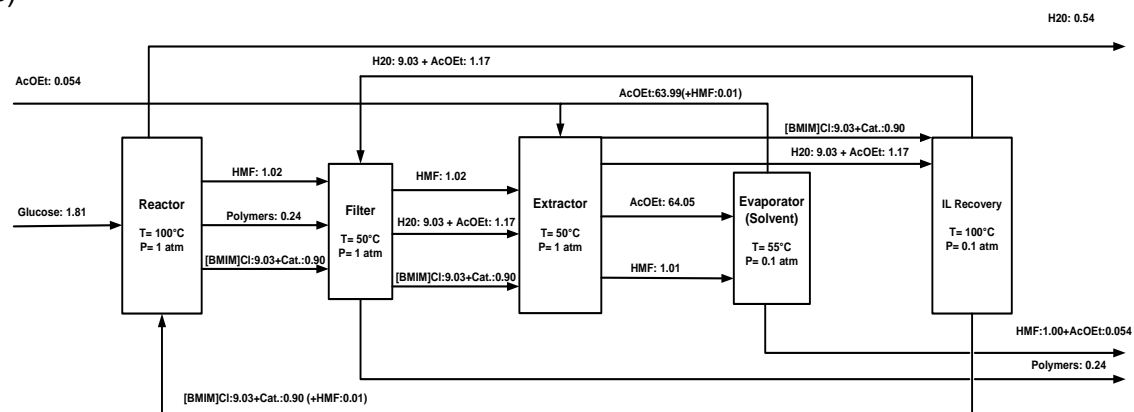 H20: 0.54
H20: 9.03 + AcOEt: 1.17
AcOEt: 0.054
AcOEt:63.99(+HMF:0.01)
[BMIM]Cl:9.03+Cat.:0.90
H20: 9.03 + AcOEt: 1.17
HMF: 1.02
HMF: 1.02
Reactor
T= 100°C
P= 1 atm
Filter
T= 50°C
P= 1 atm
Extractor
T= 50°C
P= 1 atm
Evaporator
(Solvent)
T= 55°C
P= 0.1 atm
IL Recovery
T= 100°C
P= 0.1 atm
AcOEt: 64.05
Glucose: 1.81
Polymers: 0.24
H20: 9.03 + AcOEt: 1.17
[BMIM]Cl:9.03+Cat.:0.90
[BMIM]Cl:9.03+Cat.:0.90
HMF: 1.01
HMF:1.00+AcOEt:0.054
Polymers: 0.24
[BMIM]Cl:9.03+Cat.:0.90 (+HMF:0.01)